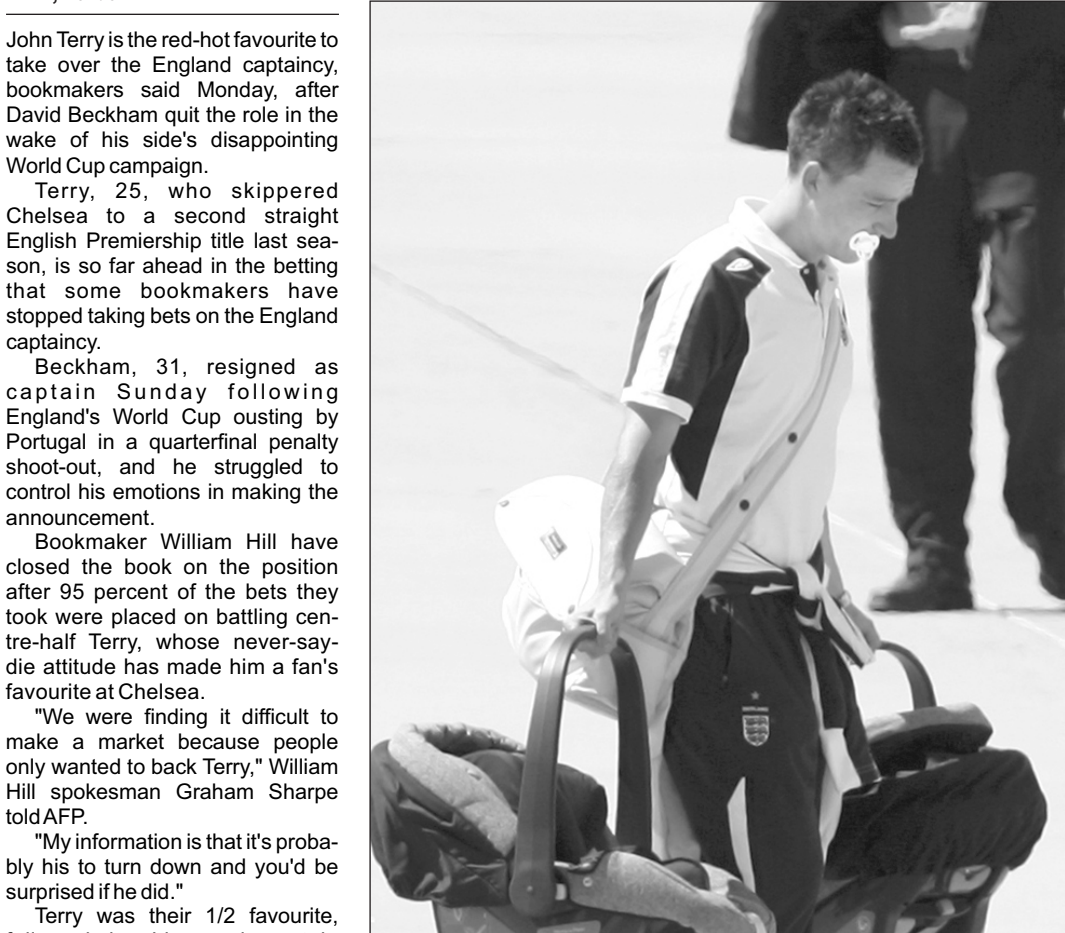 John Terry is the red-hot favourite to
take over the England captaincy,
bookmakers said Monday, after
David Beckham quit the role in the
wake of his side's disappointing
World Cup campaign.
Terry, 25, who skippered
Chelsea to a second straight
English Premiership title last sea-
son, is so far ahead in the betting
that some bookmakers have
stopped taking bets on the England
captaincy.
Beckham, 31, resigned as
captain Sunday following
England's World Cup ousting by
Portugal in a quarterfinal penalty
shoot-out, and he struggled to
control his emotions in making the
announcement.
Bookmaker William Hill have
closed the book on the position
after 95 percent of the bets they
took were placed on battling cen-
tre-half Terry, whose never-say-
die attitude has made him a fan's
favourite at Chelsea.
"We were finding it difficult to
make a market because people
only wanted to back Terry," William
Hill spokesman Graham Sharpe
told AFP.
"My information is that it's proba-
bly his to turn down and you'd be
surprised if he did."
Terry was their 1/2 favourite,